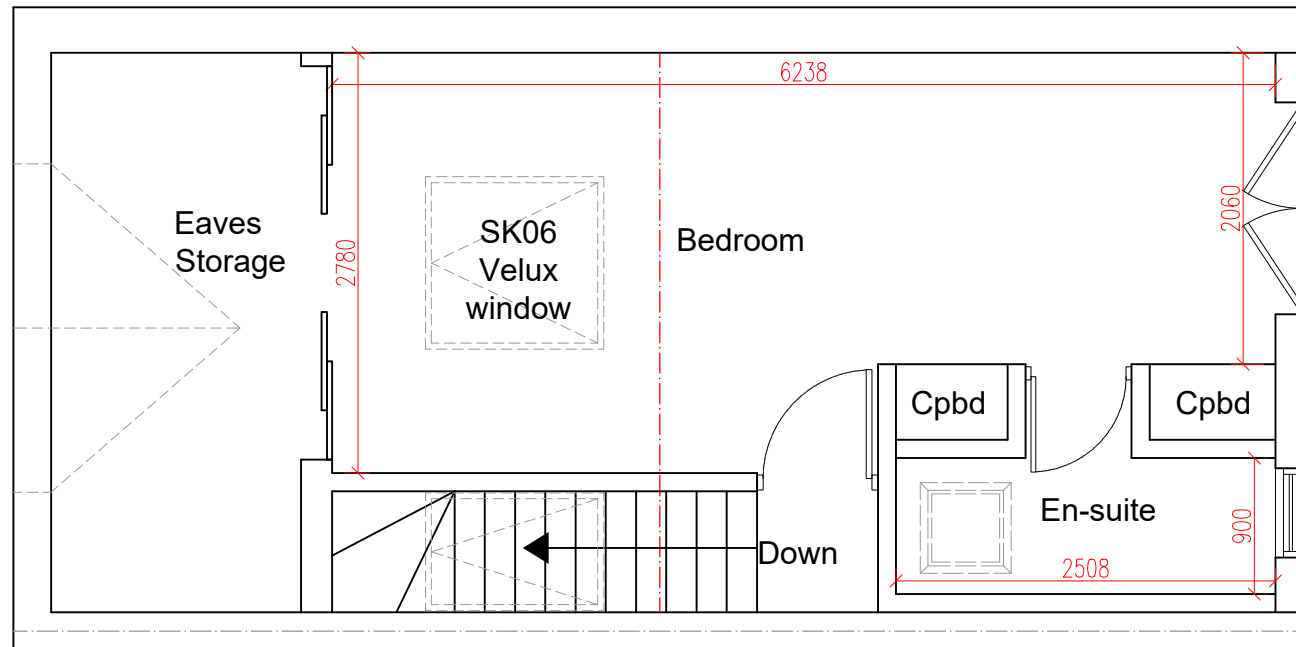 6238
Eaves
Storage
2780
SK06
Velux
window
Bedroom
2060
Cpbd
Cpbd
En-suite
900
Down
2508